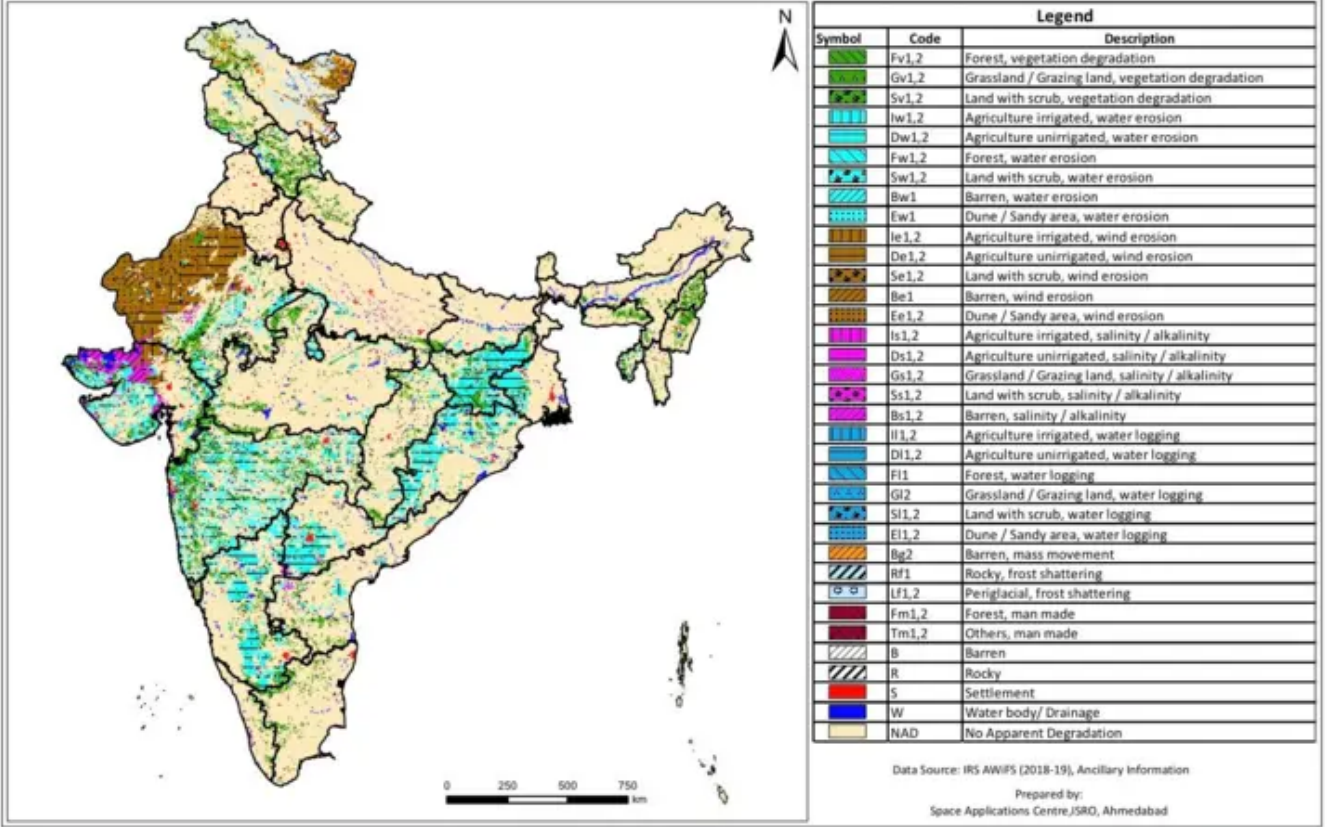 N
0 250 500 750
km
Legend
Symbol Code Description
Fv1,2 Forest, vegetation degradation
Gv1,2 Grassland / Grazing land, vegetation degradation
Sv1,2 Land with scrub, vegetation degradation
Iw1,2 Agriculture irrigated, water erosion
Dw1,2 Agriculture unirrigated, water erosion
Fw1,2 Forest, water erosion
Sw1,2 Land with scrub, water erosion
Bw1 Barren, water erosion
Ew1 Dune / Sandy area, water erosion
Ie1,2 Agriculture irrigated, wind erosion
De1,2 Agriculture unirrigated, wind erosion
Se1,2 Land with scrub, wind erosion
Be1 Barren, wind erosion
Ee1,2 Dune / Sandy area, wind erosion
Is1,2 Agriculture irrigated, salinity / alkalinity
Ds1,2 Agriculture unirrigated, salinity / alkalinity
Gs1,2 Grassland / Grazing land, salinity / alkalinity
Ss1,2 Land with scrub, salinity / alkalinity
Bs1,2 Barren, salinity / alkalinity
Il1,2 Agriculture irrigated, water logging
Dl1,2 Agriculture unirrigated, water logging
Fl1 Forest, water logging
Gl2 Grassland / Grazing land, water logging
Sl1,2 Land with scrub, water logging
El1,2 Dune / Sandy area, water logging
Bg2 Barren, mass movement
Rf1 Rocky, frost shattering
Lf1,2 Periglacial, frost shattering
Fm1,2 Forest, man made
Tm1,2 Others, man made
B Barren
R Rocky
S Settlement
W Water body/ Drainage
NAD No Apparent Degradation
Data Source: IRS AWiFS (2018-19), Ancillary Information
Prepared by:
Space Applications Centre,ISRO, Ahmedabad